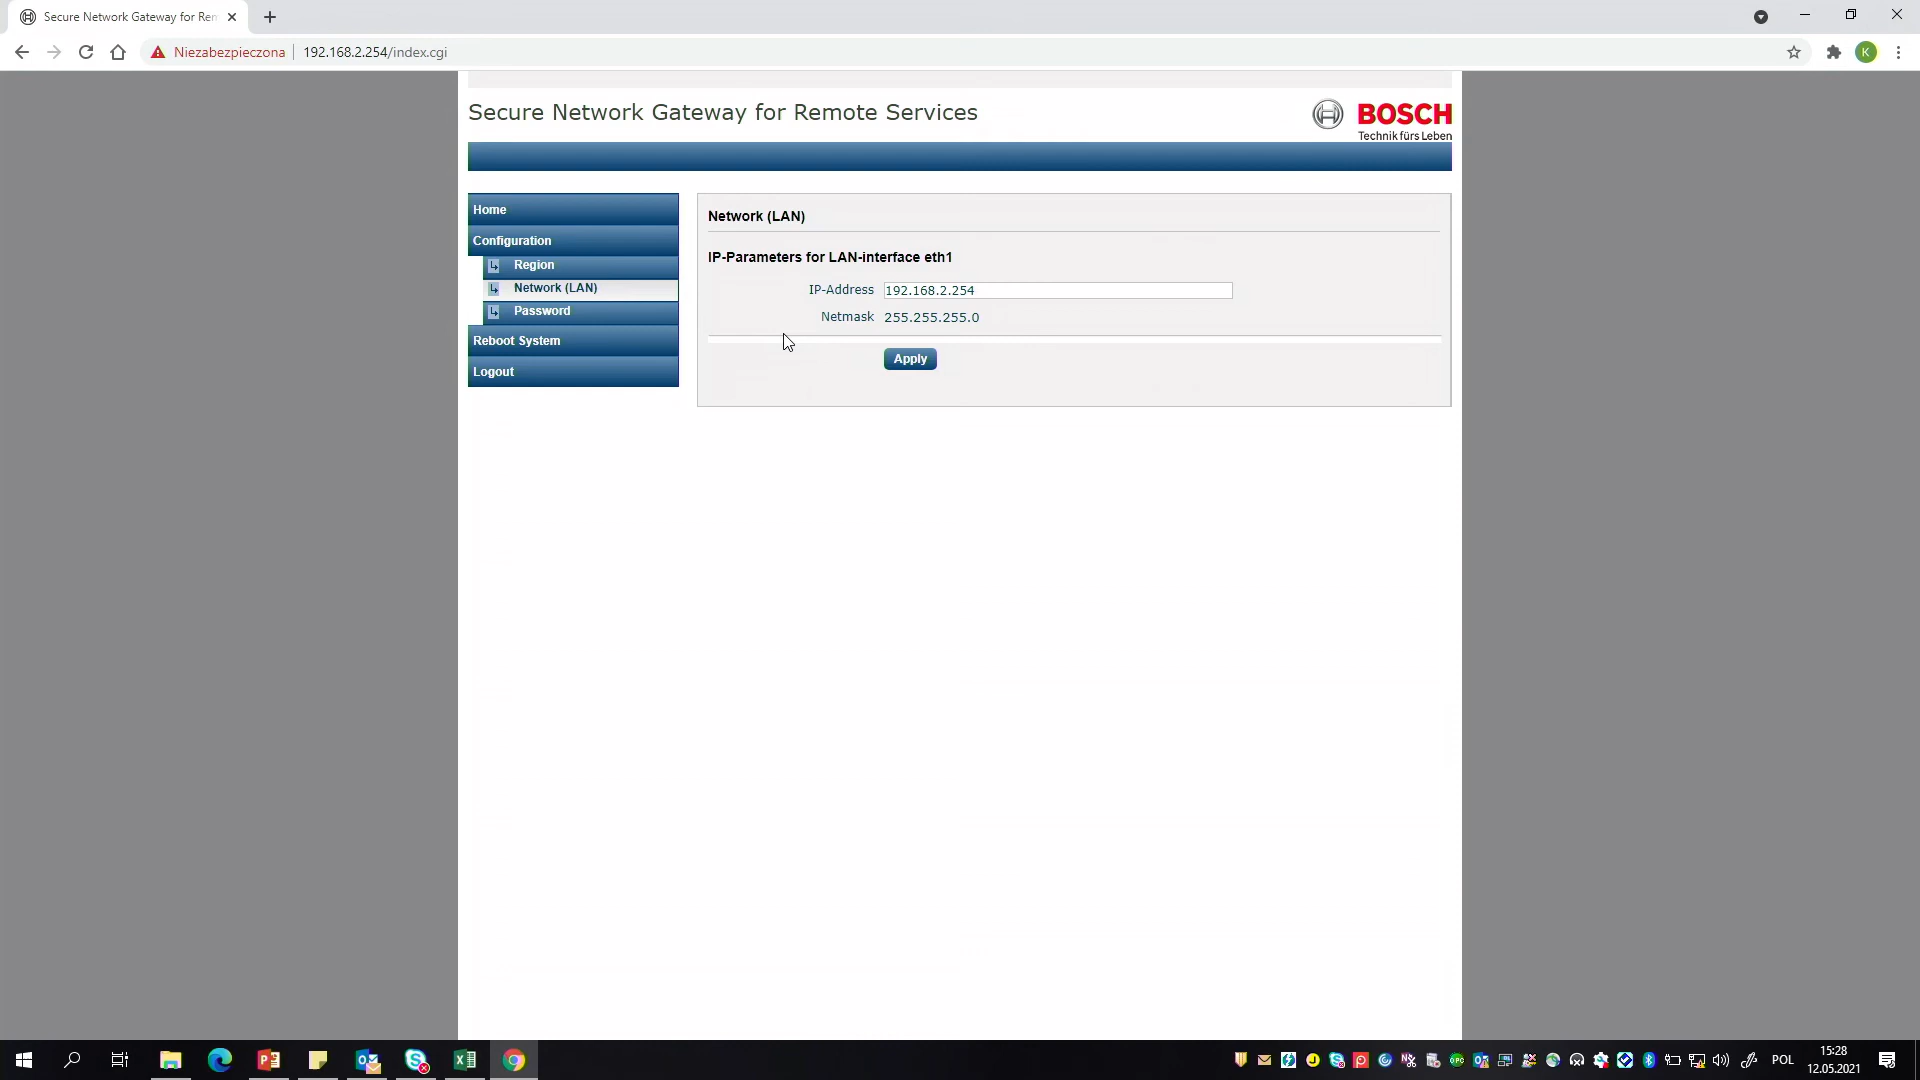 Secure Network Gateway for Rem
Niezabezpieczona
192.168.2.254/index.cgi
K
Secure Network Gateway for Remote Services
BOSCH
Technik fürs Leben
Home
Configuration
Region
Network (LAN)
Password
Reboot System
Logout
Network (LAN)
IP-Parameters for LAN-interface eth1
IP-Address 192.168.2.254
Netmask 255.255.255.0
Apply
POL
15:28
12.05.2021